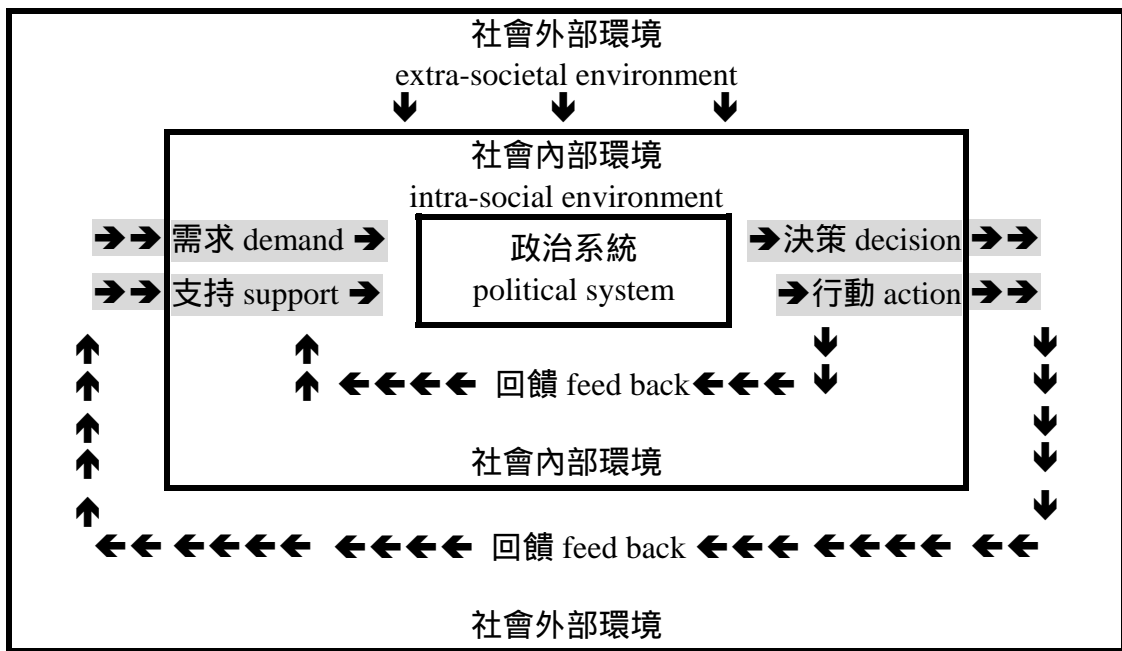 社會外部環境
extra-societal environment
社會內部環境
intra-social environment
需求 demand
政治系統
決策 decision
支持 support
political system
行動 action
回饋 feed back
社會內部環境
回饋 feed back
社會外部環境